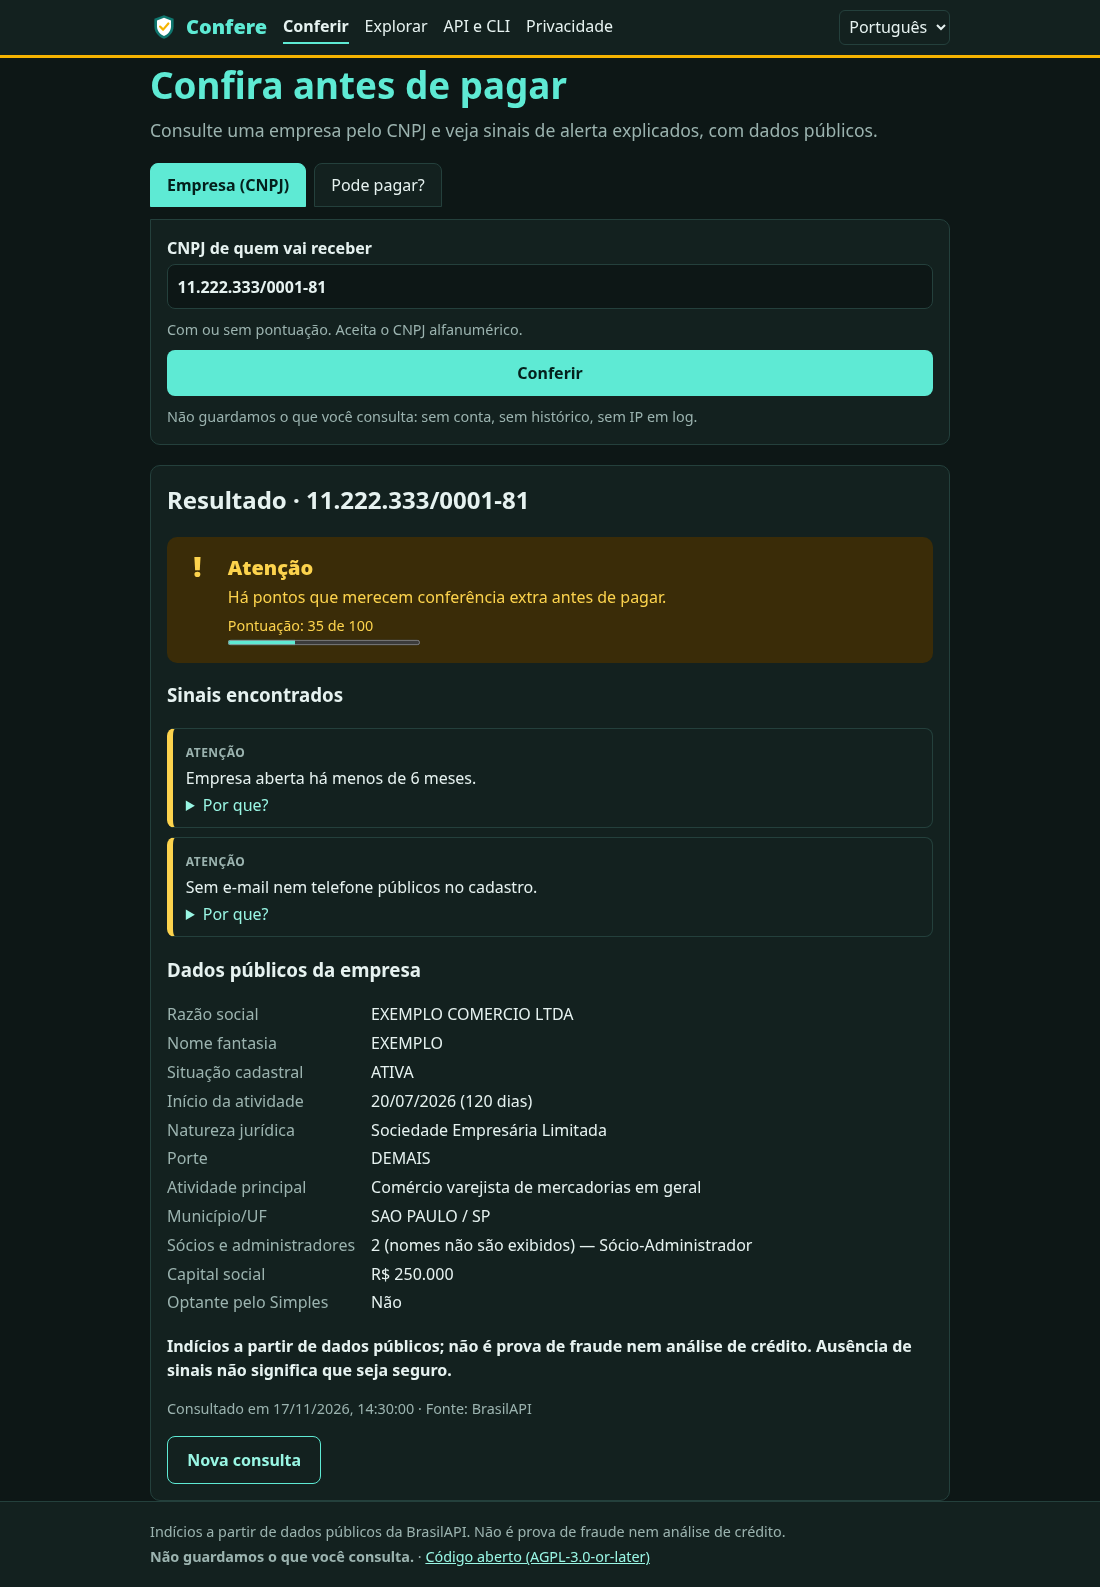 Confere Conferir Explorar API e CLI Privacidade Português
Confira antes de pagar
Consulte uma empresa pelo CNPJ e veja sinais de alerta explicados, com dados públicos.
Empresa (CNPJ) Pode pagar?
CNPJ de quem vai receber
11.222.333/0001-81
Com ou sem pontuação. Aceita o CNPJ alfanumérico.
Conferir
Não guardamos o que você consulta: sem conta, sem histórico, sem IP em log.
Resultado · 11.222.333/0001-81
! Atenção
Há pontos que merecem conferência extra antes de pagar.
Pontuação: 35 de 100
Sinais encontrados
ATENÇÃO
Empresa aberta há menos de 6 meses.
▶ Por que?
ATENÇÃO
Sem e-mail nem telefone públicos no cadastro.
▶ Por que?
Dados públicos da empresa
Razão social EXEMPLO COMERCIO LTDA
Nome fantasia EXEMPLO
Situação cadastral ATIVA
Início da atividade 20/07/2026 (120 dias)
Natureza jurídica Sociedade Empresária Limitada
Porte DEMAIS
Atividade principal Comércio varejista de mercadorias em geral
Município/UF SAO PAULO / SP
Sócios e administradores 2 (nomes não são exibidos) — Sócio-Administrador
Capital social R$ 250.000
Optante pelo Simples Não
Indícios a partir de dados públicos; não é prova de fraude nem análise de crédito. Ausência de
sinais não significa que seja seguro.
Consultado em 17/11/2026, 14:30:00 · Fonte: BrasilAPI
Nova consulta
Indícios a partir de dados públicos da BrasilAPI. Não é prova de fraude nem análise de crédito.
Não guardamos o que você consulta. · Código aberto (AGPL-3.0-or-later)